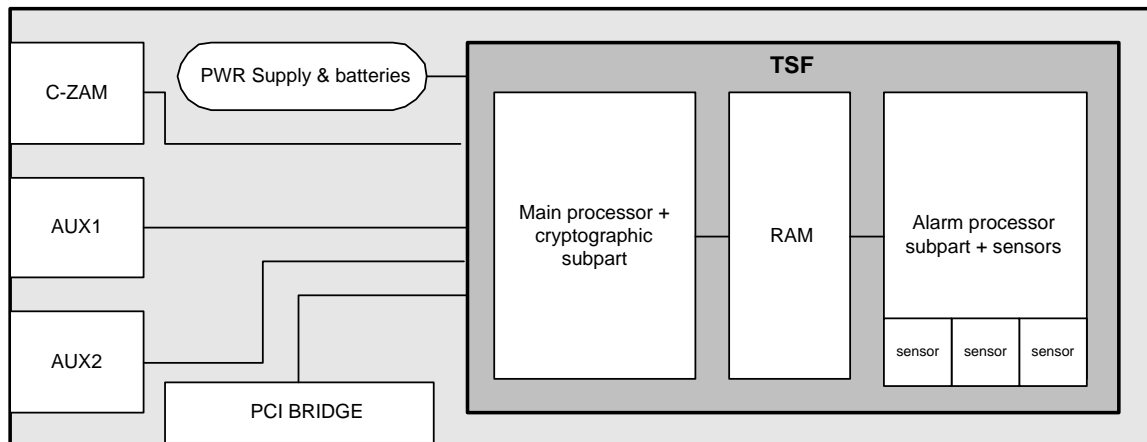 TSF
C-ZAM
PWR Supply & batteries
AUX1
AUX2
PCI BRIDGE
Main processor +
cryptographic
subpart
RAM
Alarm processor
subpart + sensors
sensor
sensor
sensor